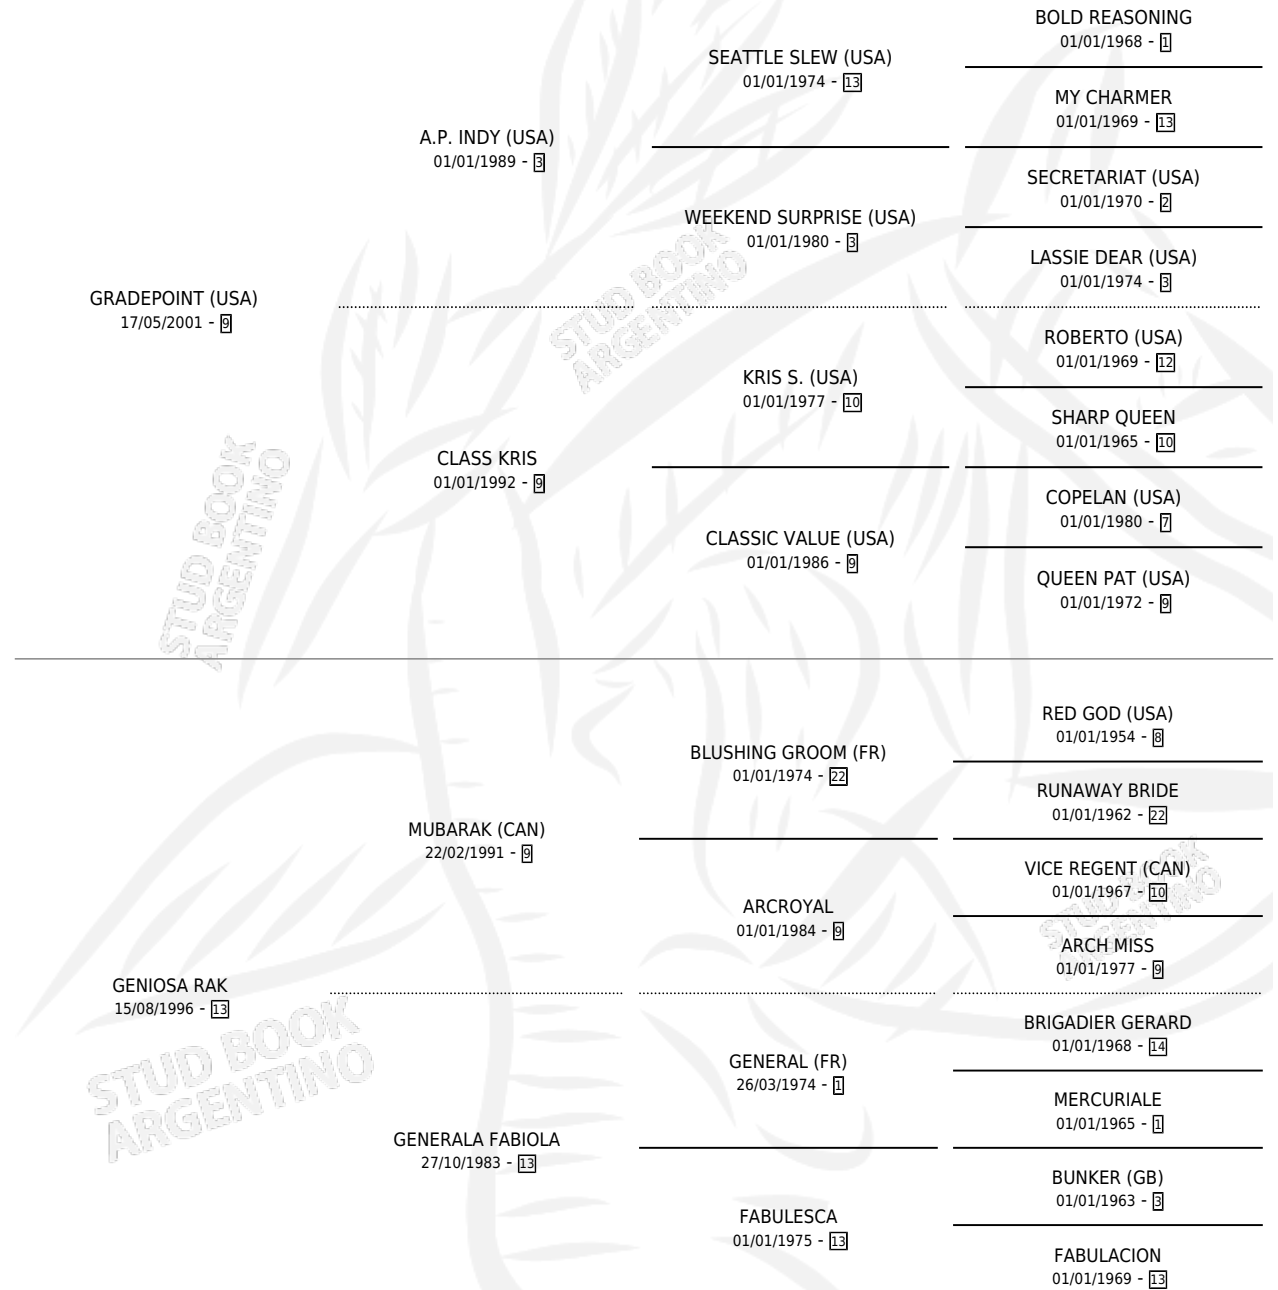 BOLD REASONING
01/01/1968 - 1
SEATTLE SLEW (USA)
01/01/1974 - 13
MY CHARMER
01/01/1969 - 13
A.P. INDY (USA)
01/01/1989 - 3
SECRETARIAT (USA)
01/01/1970 - 2
WEEKEND SURPRISE (USA)
01/01/1980 - 3
LASSIE DEAR (USA)
01/01/1974 - 3
GRADEPOINT (USA)
17/05/2001 - 9
STUD BOOK
ARGENTINO
ROBERTO (USA)
01/01/1969 - 12
KRIS S. (USA)
01/01/1977 - 10
SHARP QUEEN
01/01/1965 - 10
CLASS KRIS
01/01/1992 - 9
COPELAN (USA)
01/01/1980 - 7
CLASSIC VALUE (USA)
01/01/1986 - 9
QUEEN PAT (USA)
01/01/1972 - 9
STUD BOOK
ARGENTINO
RED GOD (USA)
01/01/1954 - 8
BLUSHING GROOM (FR)
01/01/1974 - 22
RUNAWAY BRIDE
01/01/1962 - 22
MUBARAK (CAN)
22/02/1991 - 9
VICE REGENT (CAN)
01/01/1967 - 10
ARCROYAL
01/01/1984 - 9
STUD BOOK
ARGENTINO
ARCH MISS
01/01/1977 - 9
GENIOSA RAK
15/08/1996 - 13
STUD BOOK
ARGENTINO
BRIGADIER GERARD
01/01/1968 - 14
GENERAL (FR)
26/03/1974 - 1
MERCURIALE
01/01/1965 - 1
GENERALA FABIOLA
27/10/1983 - 13
BUNKER (GB)
01/01/1963 - 3
FABULESCA
01/01/1975 - 13
FABULACION
01/01/1969 - 13